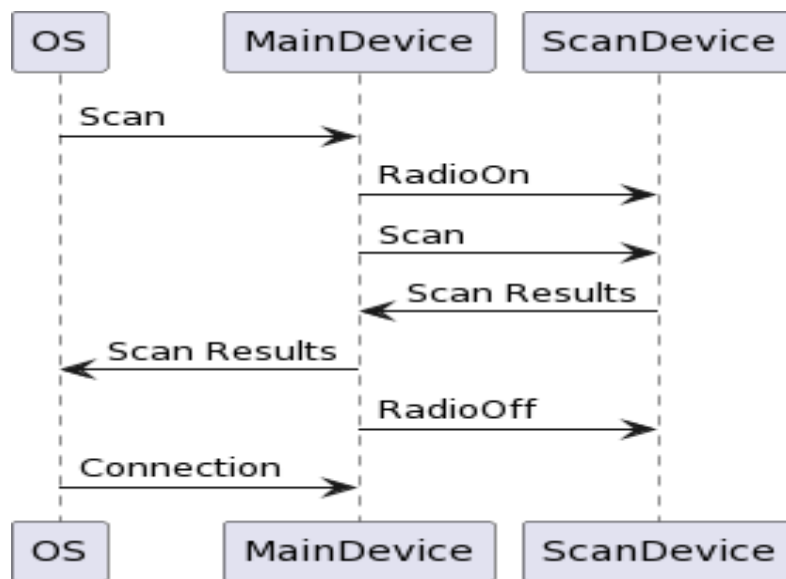 OS MainDevice ScanDevice
Scan
RadioOn
Scan
Scan Results
Scan Results
RadioOff
Connection
OS MainDevice ScanDevice